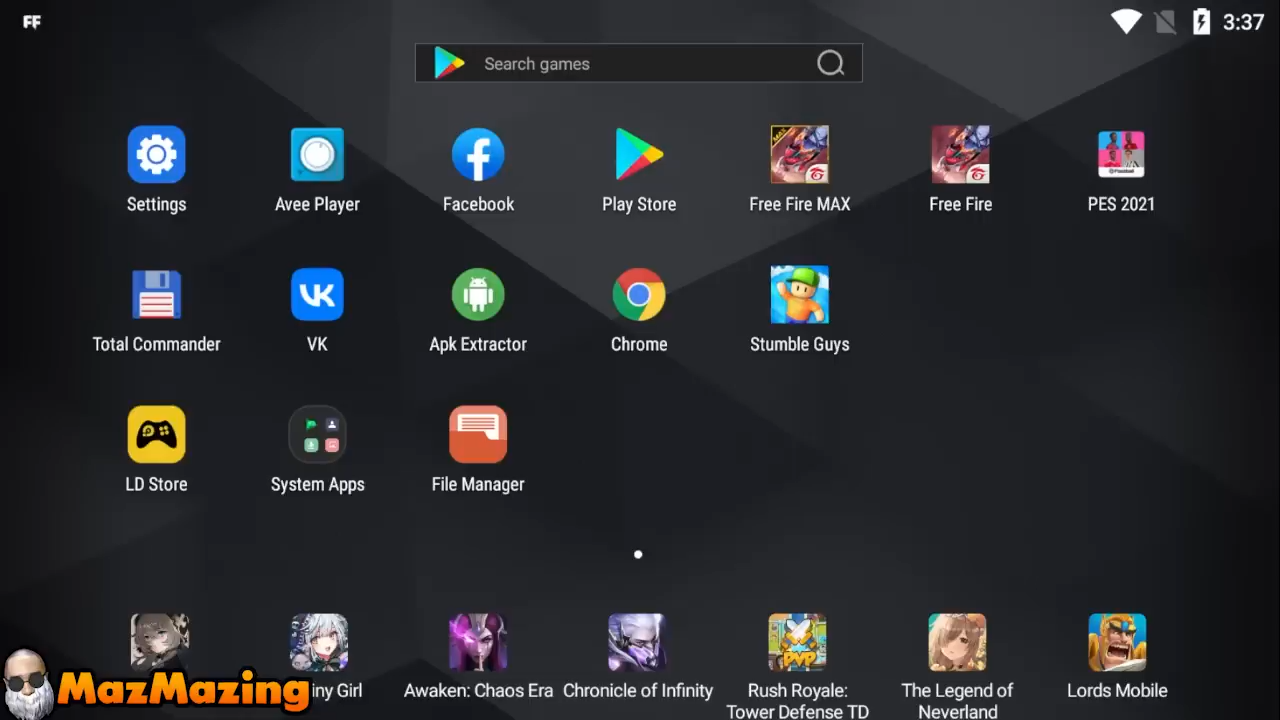 FF
3:37
Search games
Settings
Avee Player
Facebook
Play Store
Free Fire MAX
Free Fire
PES 2021
Total Commander
VK
Apk Extractor
Chrome
Stumble Guys
LD Store
System Apps
File Manager
MazMazing
iny Girl
Awaken: Chaos Era
Chronicle of Infinity
PVP
Rush Royale:
Tower Defense TD
The Legend of
Neverland
Lords Mobile